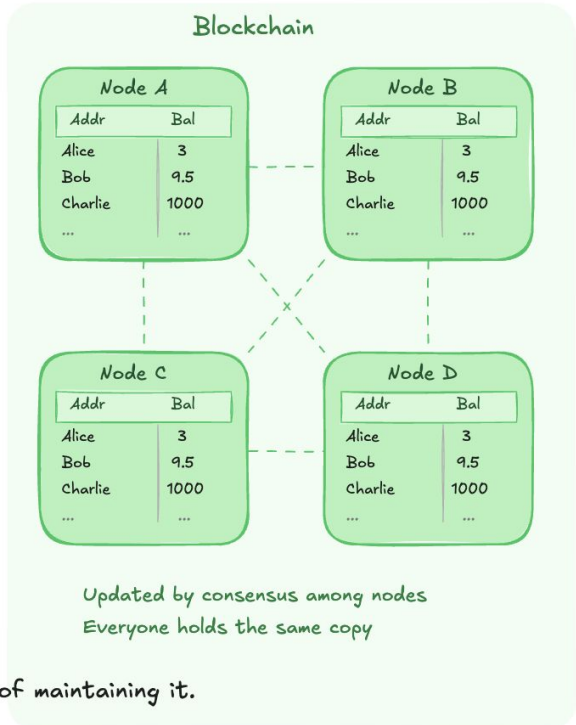 Blockchain
Node A
Addr Bal
Alice 3
Bob 9.5
Charlie 1000
... ...
Node B
Addr Bal
Alice 3
Bob 9.5
Charlie 1000
... ...
Node C
Addr Bal
Alice 3
Bob 9.5
Charlie 1000
... ...
Node D
Addr Bal
Alice 3
Bob 9.5
Charlie 1000
... ...
Updated by consensus among nodes
Everyone holds the same copy
of maintaining it.